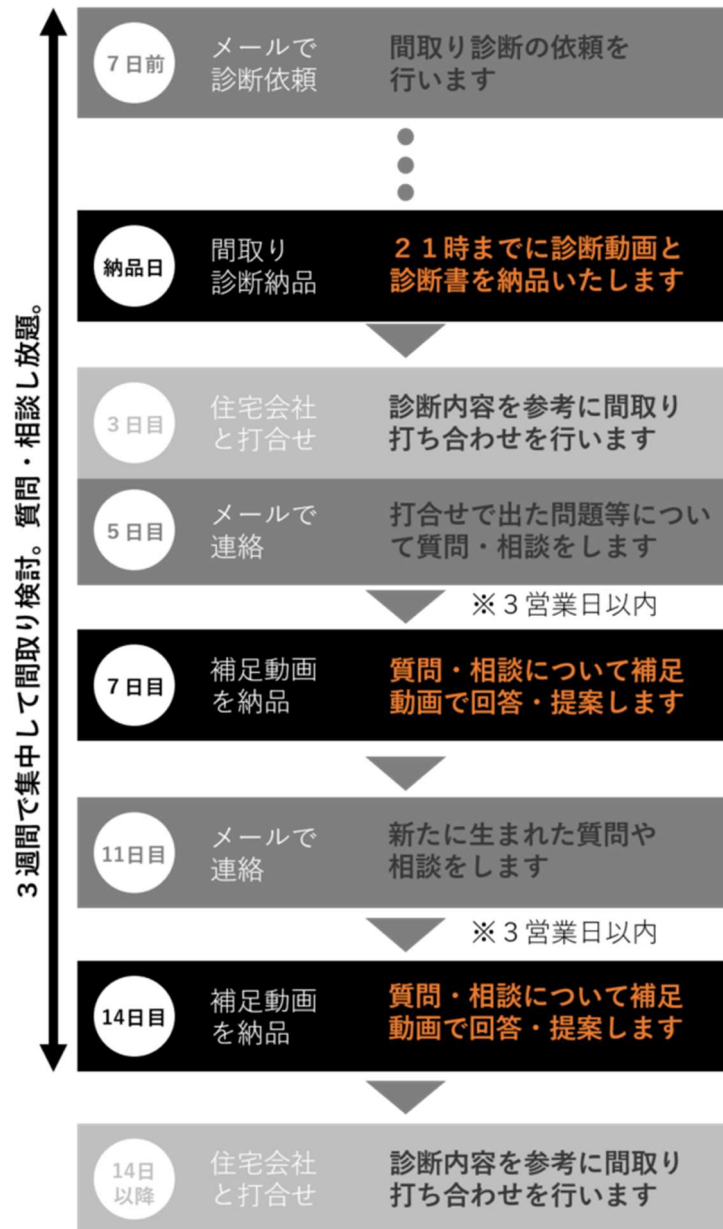 3週間で集中して間取り検討。質問・相談し放題。
7日前
メールで
診断依頼
間取り診断の依頼を
行います
納品日
間取り
診断納品
21時までに診断動画と
診断書を納品いたします
3日目
住宅会社
と打合せ
診断内容を参考に間取り
打ち合わせを行います
5日目
メールで
連絡
打合せで出た問題等につい
て質問・相談をします
※3営業日以内
7日目
補足動画
を納品
質問・相談について補足
動画で回答・提案します
11日目
メールで
連絡
新たに生まれた質問や
相談をします
※3営業日以内
14日目
補足動画
を納品
質問・相談について補足
動画で回答・提案します
14日
以降
住宅会社
と打合せ
診断内容を参考に間取り
打ち合わせを行います